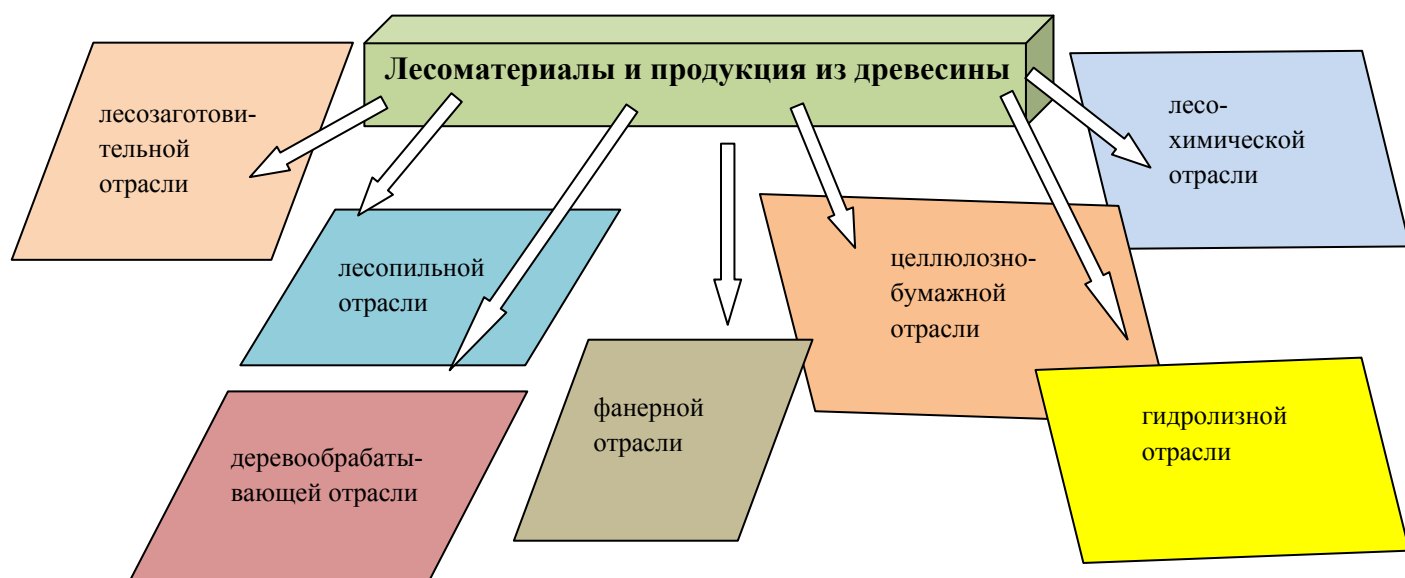 Лесоматериалы и продукция из древесины
лесозаготови-
тельной
отрасли
лесопильной
отрасли
деревообрабаты-
вающей отрасли
фанерной
отрасли
целлюлозно-
бумажной
отрасли
гидролизной
отрасли
лесо-
химической
отрасли